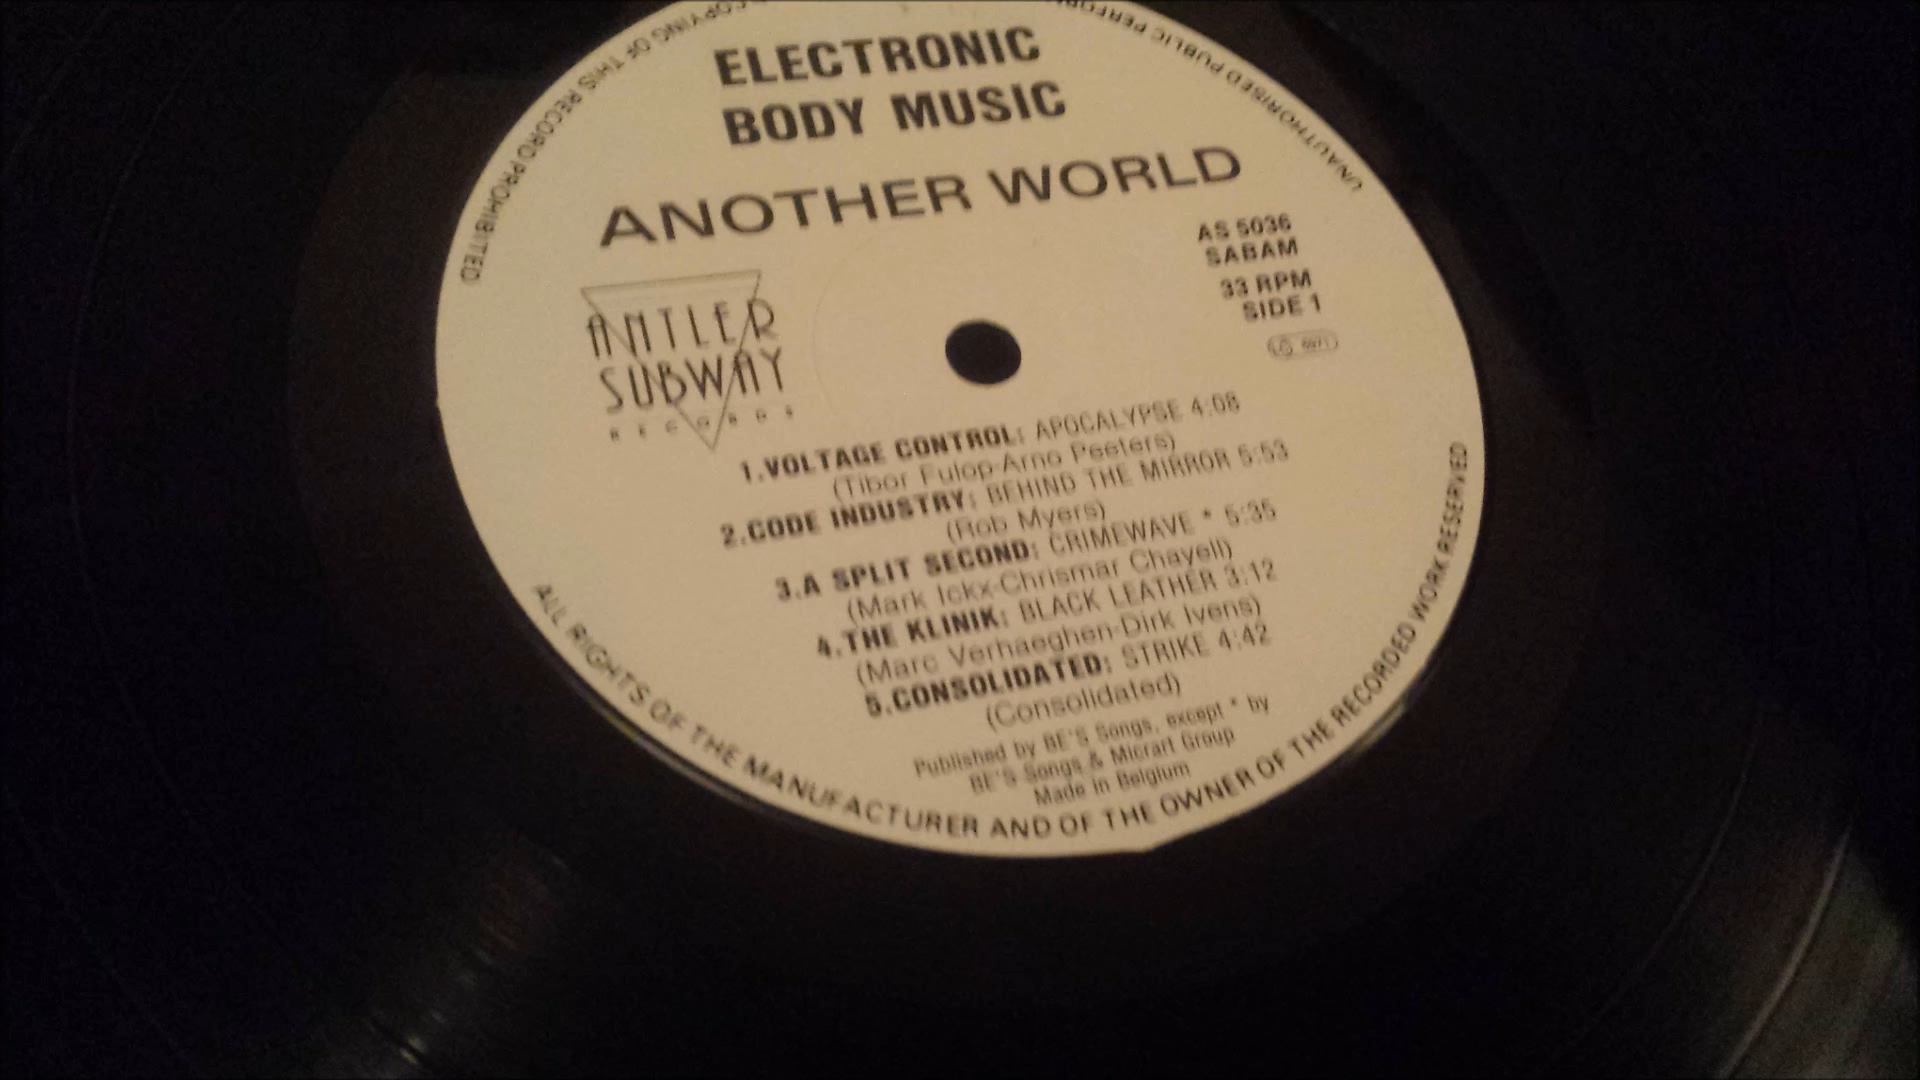 ELECTRONIC
BODY MUSIC
ANOTHER WORLD
AS 5036
SABAM
33 RPM
SIDE 1
LC
ANTLER
SUBWAY
RECORDS
1.VOLTAGE CONTROL: APOCALYPSE 4:08
(Tibor Fulop-Arno Peeters)
2.CODE INDUSTRY: BEHIND THE MIRROR 5:53
(Rob Myers)
3.A SPLIT SECOND: CRIMEWAVE * 5:35
(Mark Ickx-Chrismar Chayell)
4.THE KLINIK: BLACK LEATHER 3:12
(Marc Verhaeghen-Dirk Ivens)
5.CONSOLIDATED: STRIKE 4:42
(Consolidated)
Published by BE'S Songs, except * by
BE'S Songs & Micrart Group
Made in Belgium
ALL RIGHTS OF THE MANUFACTURER AND OF THE OWNER OF THE RECORDED WORK RESERVED
UNAUTHORISED PUBLIC
COPYING OF THIS RECORD PROHIBITED